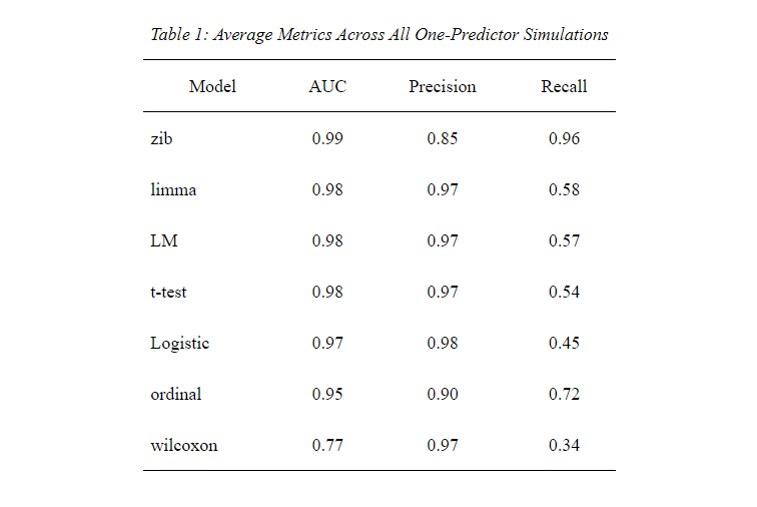 Table 1: Average Metrics Across All One-Predictor Simulations
Model AUC Precision Recall
zib 0.99 0.85 0.96
limma 0.98 0.97 0.58
LM 0.98 0.97 0.57
t-test 0.98 0.97 0.54
Logistic 0.97 0.98 0.45
ordinal 0.95 0.90 0.72
wilcoxon 0.77 0.97 0.34